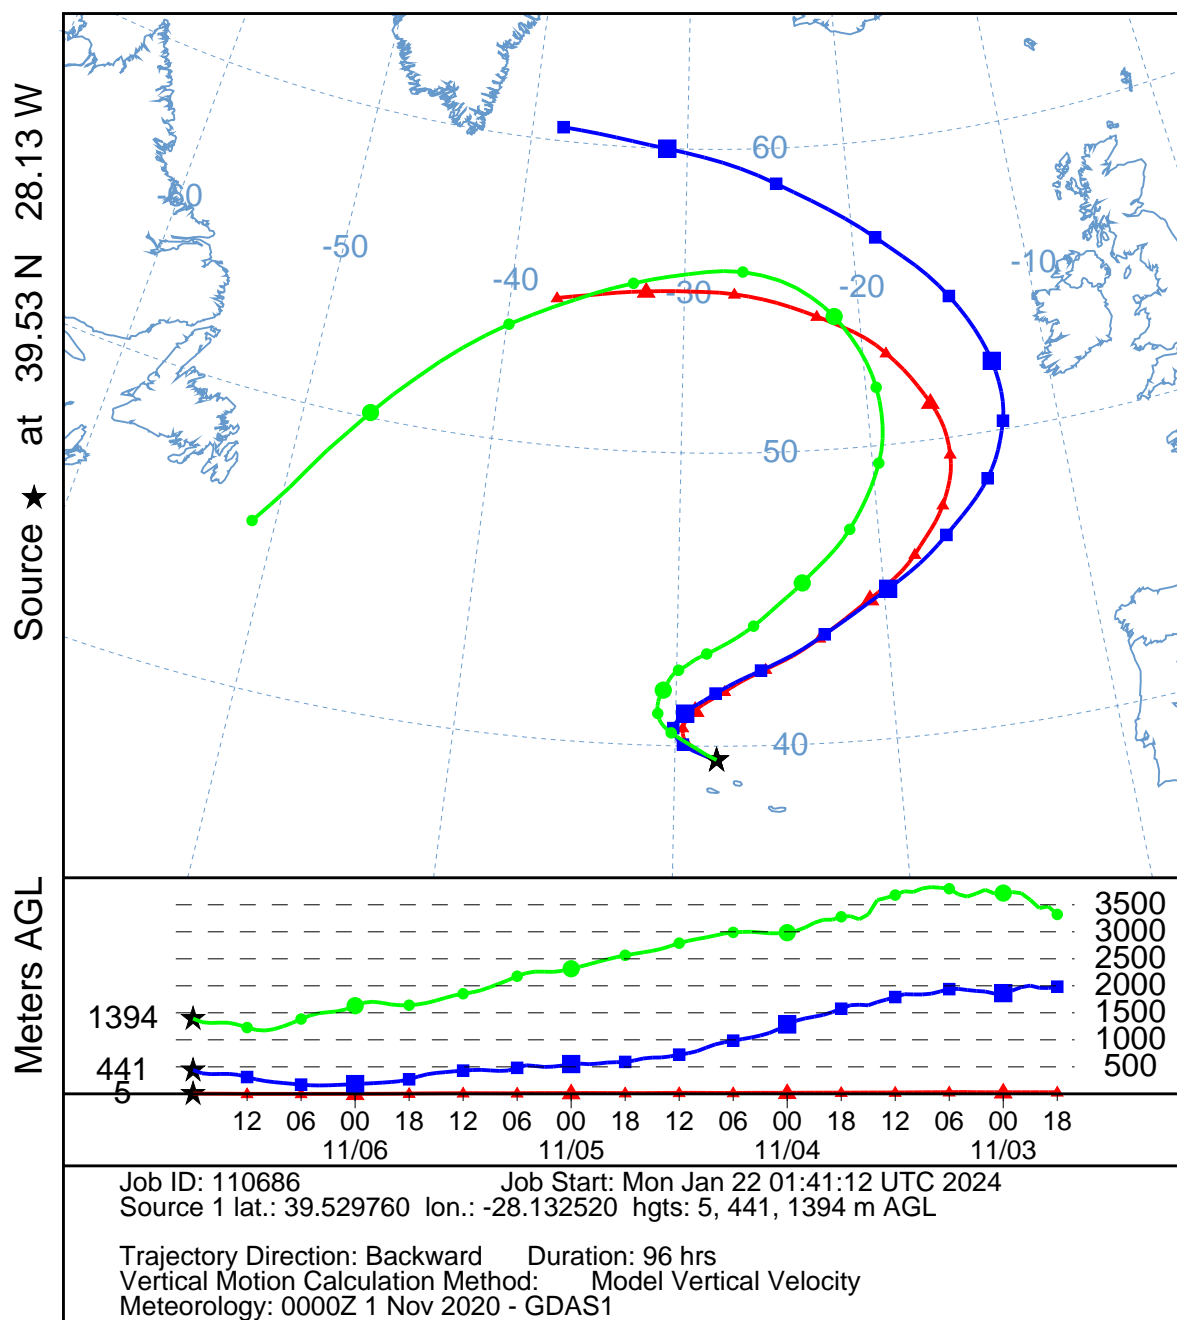 Source ★ at 39.53 N 28.13 W
60
-60
-50
-40
-30
-20
-10
50
40
Meters AGL
3500
3000
2500
2000
1500
1000
500
1394
441
5
12 06 00 18 12 06 00 18 12 06 00 18 12 06 00 18
11/06 11/05 11/04 11/03
Job ID: 110686 Job Start: Mon Jan 22 01:41:12 UTC 2024
Source 1 lat.: 39.529760 lon.: -28.132520 hgts: 5, 441, 1394 m AGL
Trajectory Direction: Backward Duration: 96 hrs
Vertical Motion Calculation Method: Model Vertical Velocity
Meteorology: 0000Z 1 Nov 2020 - GDAS1